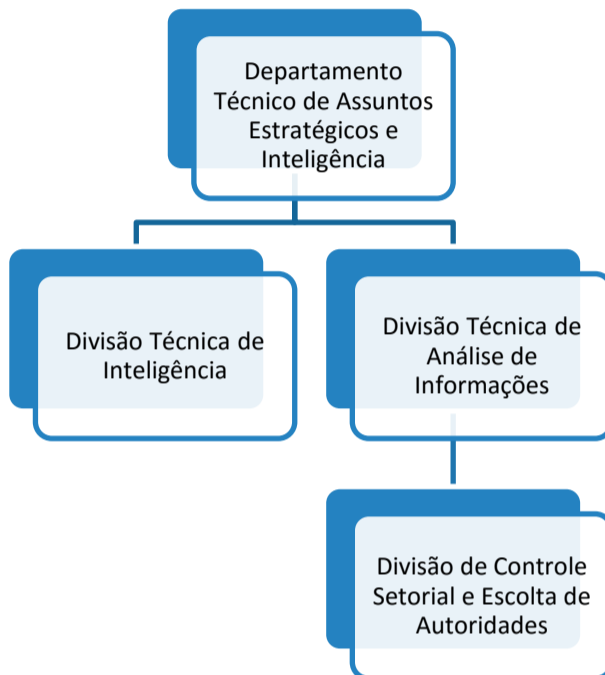 Departamento
Técnico de Assuntos
Estratégicos e
Inteligência
Divisão Técnica de
Inteligência
Divisão Técnica de
Análise de
Informações
Divisão de Controle
Setorial e Escolta de
Autoridades